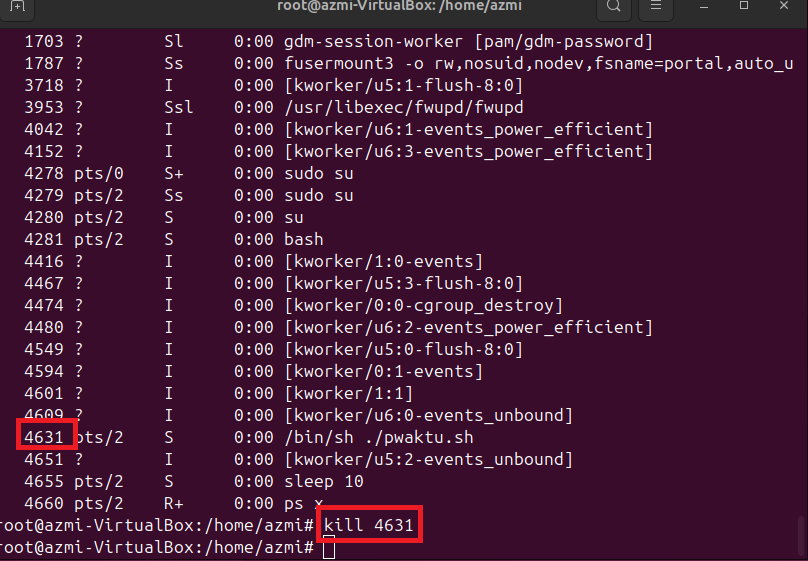 root@azmi-VirtualBox: /home/azmi
1703 ? Sl 0:00 gdm-session-worker [pam/gdm-password]
1787 ? Ss 0:00 fusermount3 -o rw,nosuid,nodev,fsname=portal,auto_u
3718 ? I 0:00 [kworker/u5:1-flush-8:0]
3953 ? Ssl 0:00 /usr/libexec/fwupd/fwupd
4042 ? I 0:00 [kworker/u6:1-events_power_efficient]
4152 ? I 0:00 [kworker/u6:3-events_power_efficient]
4278 pts/0 S+ 0:00 sudo su
4279 pts/2 Ss 0:00 sudo su
4280 pts/2 S 0:00 su
4281 pts/2 S 0:00 bash
4416 ? I 0:00 [kworker/1:0-events]
4467 ? I 0:00 [kworker/u5:3-flush-8:0]
4474 ? I 0:00 [kworker/0:0-cgroup_destroy]
4480 ? I 0:00 [kworker/u6:2-events_power_efficient]
4549 ? I 0:00 [kworker/u5:0-flush-8:0]
4594 ? I 0:00 [kworker/0:1-events]
4601 ? I 0:00 [kworker/1:1]
4609 ? I 0:00 [kworker/u6:0-events_unbound]
4631 pts/2 S 0:00 /bin/sh ./pwaktu.sh
4651 ? I 0:00 [kworker/u5:2-events_unbound]
4655 pts/2 S 0:00 sleep 10
4660 pts/2 R+ 0:00 ps x
root@azmi-VirtualBox:/home/azmi# kill 4631
root@azmi-VirtualBox:/home/azmi#